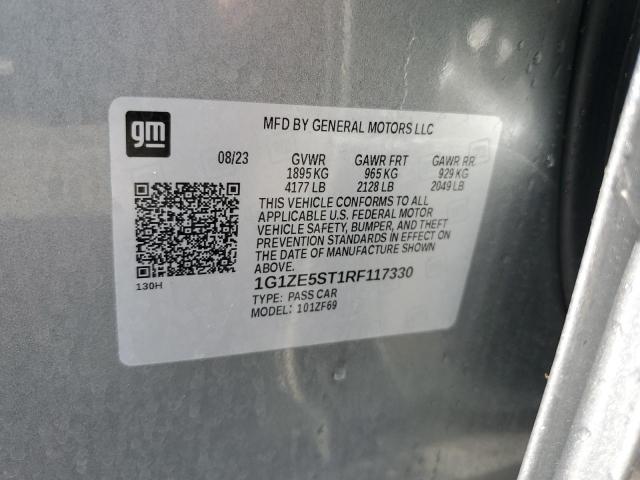 gm
MFD BY GENERAL MOTORS LLC
08/23 GVWR GAWR FRT GAWR RR
1895 KG 965 KG 929 KG
4177 LB 2128 LB 2049 LB
THIS VEHICLE CONFORMS TO ALL
APPLICABLE U.S. FEDERAL MOTOR
VEHICLE SAFETY, BUMPER, AND THEFT
PREVENTION STANDARDS IN EFFECT
ON THE DATE OF MANUFACTURE SHOWN
ABOVE.
130H
1G1ZE5ST1RF117330
TYPE: PASS CAR
MODEL: 101ZF69